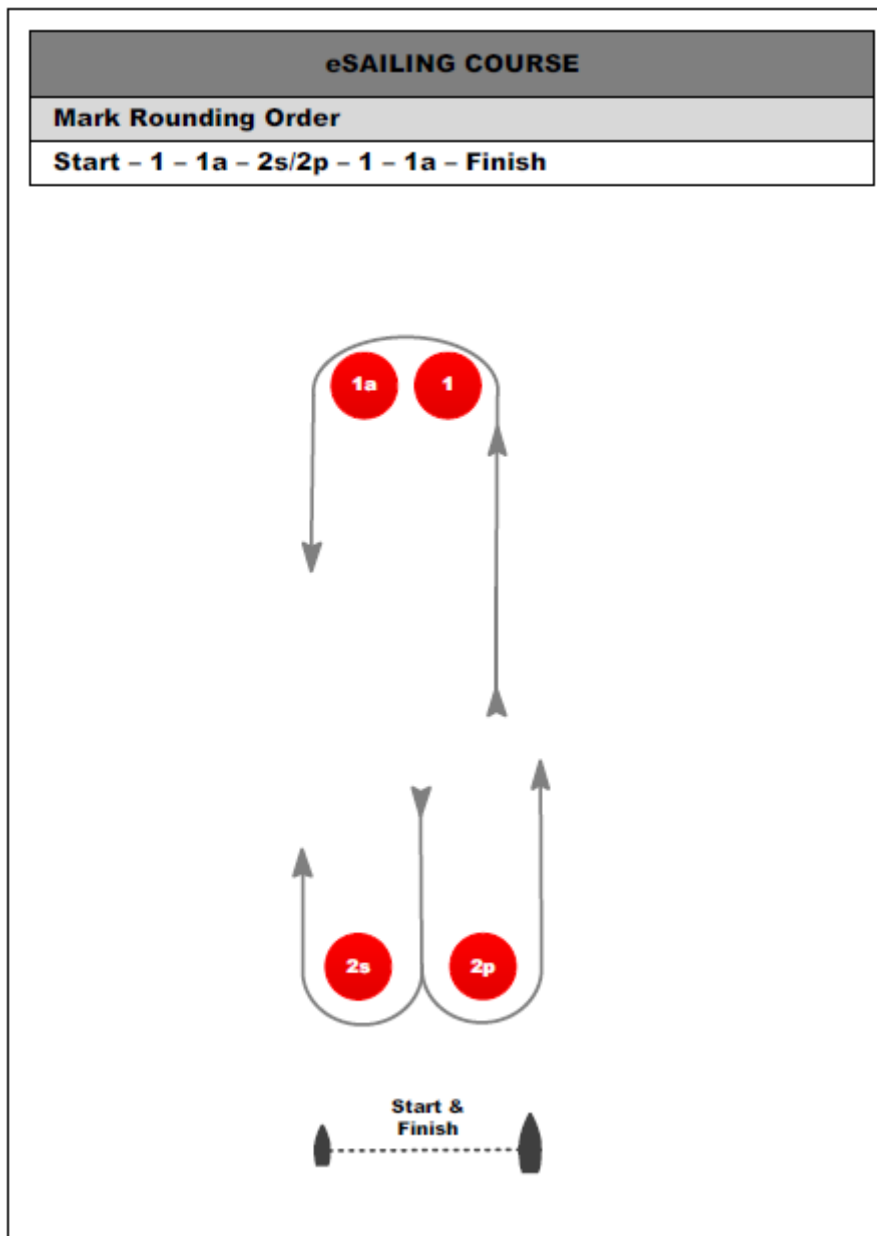 eSAILING COURSE
Mark Rounding Order
Start – 1 – 1a – 2s/2p – 1 – 1a – Finish
1a
1
2s
2p
Start &
Finish